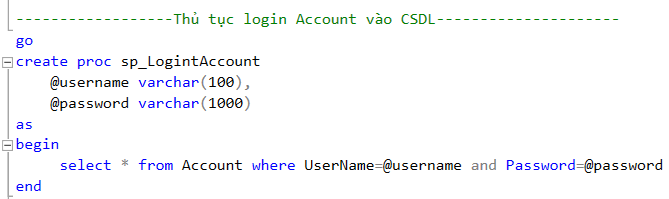 ------------------Thủ tục login Account vào CSDL---------------------
go
create proc sp_LogintAccount
@username varchar(100),
@password varchar(1000)
as
begin
select * from Account where UserName=@username and Password=@password
end